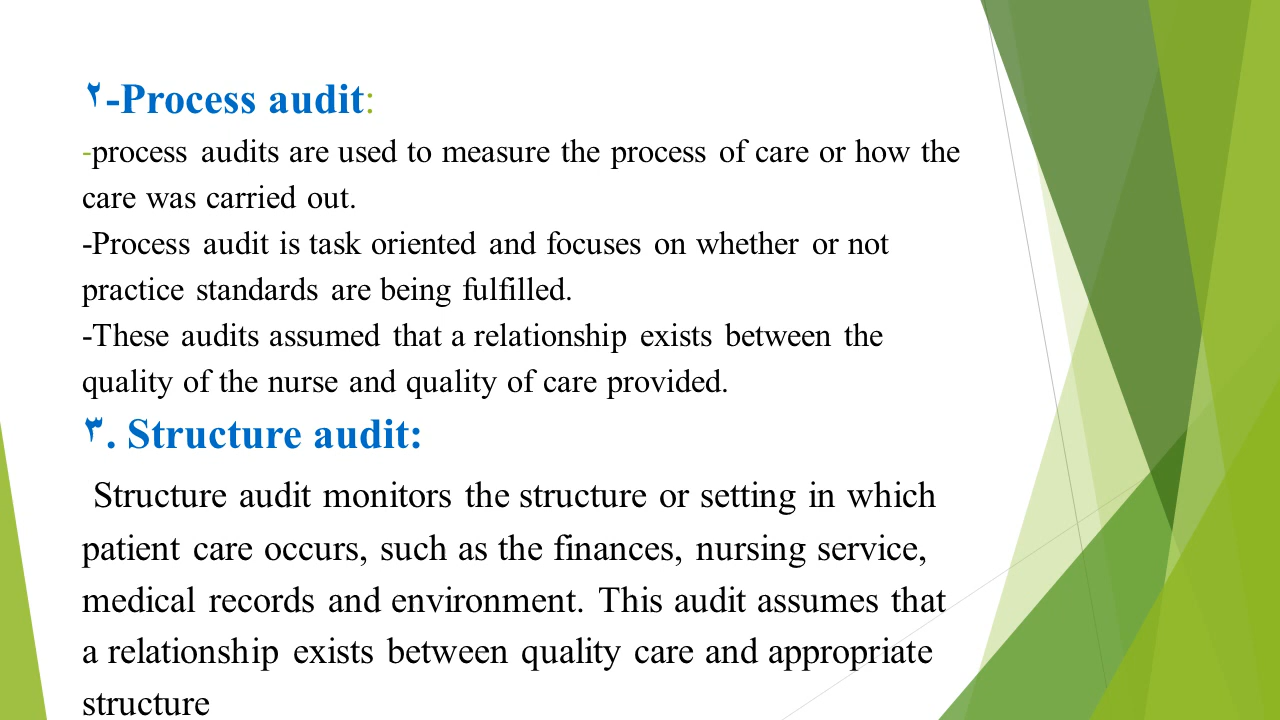 ٢-Process audit:
-process audits are used to measure the process of care or how the
care was carried out.
-Process audit is task oriented and focuses on whether or not
practice standards are being fulfilled.
-These audits assumed that a relationship exists between the
quality of the nurse and quality of care provided.
٣. Structure audit:
Structure audit monitors the structure or setting in which
patient care occurs, such as the finances, nursing service,
medical records and environment. This audit assumes that
a relationship exists between quality care and appropriate
structure